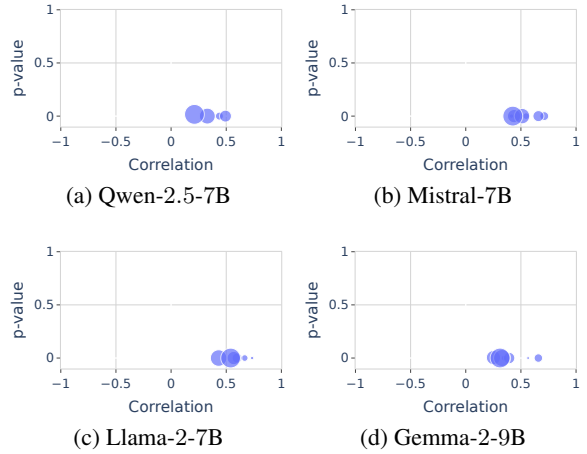 1
0.5
0
p-value
−1 −0.5 0 0.5 1
Correlation
(a) Qwen-2.5-7B
1
0.5
0
p-value
−1 −0.5 0 0.5 1
Correlation
(b) Mistral-7B
1
0.5
0
p-value
−1 −0.5 0 0.5 1
Correlation
(c) Llama-2-7B
1
0.5
0
p-value
−1 −0.5 0 0.5 1
Correlation
(d) Gemma-2-9B